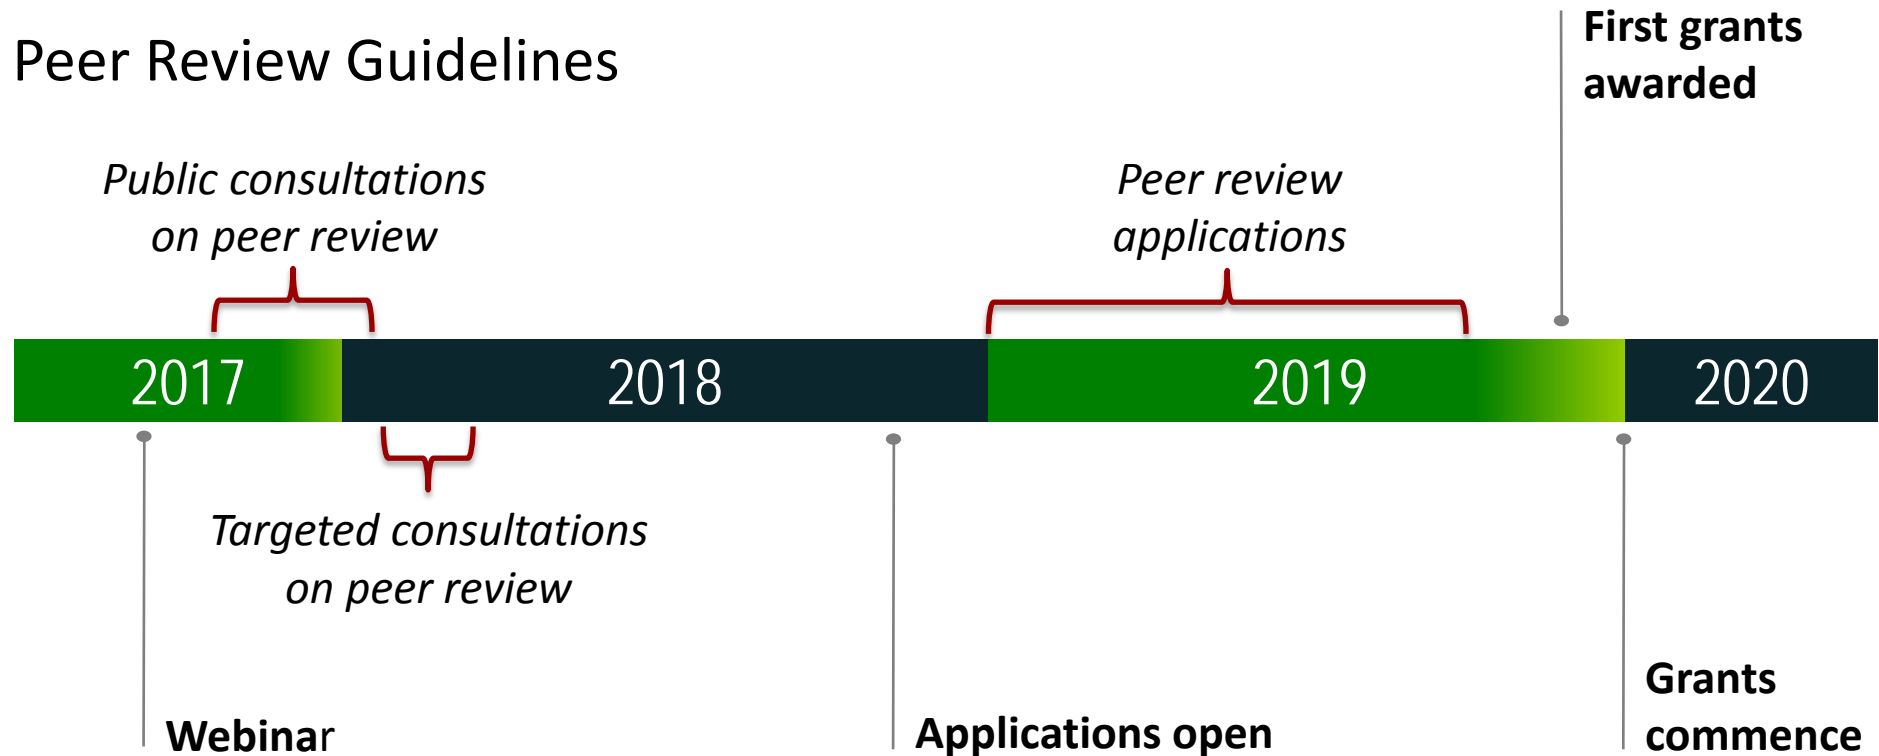 Peer Review Guidelines
First grants
awarded
Public consultations
on peer review
Peer review
applications
2017
2018
2019
2020
Targeted consultations
on peer review
Webinar
Applications open
Grants
commence